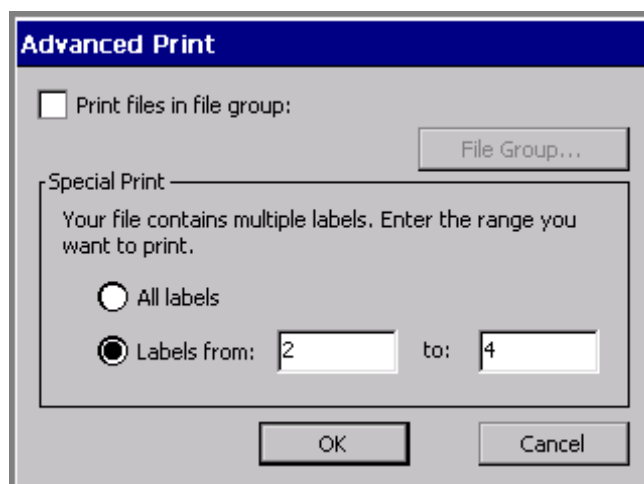 Advanced Print
Print files in file group:
File Group...
Special Print
Your file contains multiple labels. Enter the range you
want to print.
All labels
Labels from: 2 to: 4
OK Cancel